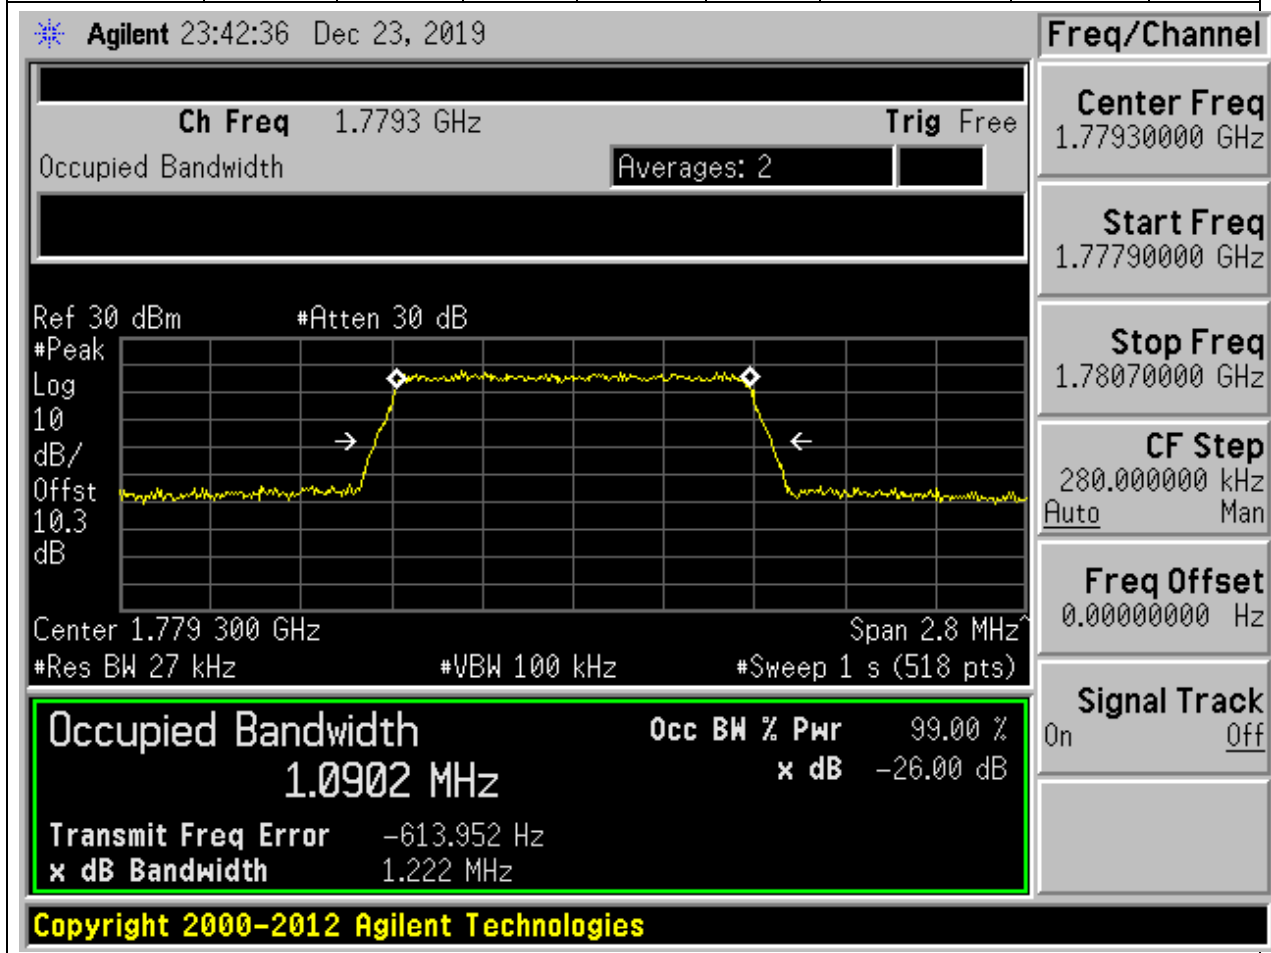 Agilent 23:42:36 Dec 23, 2019
Freq/Channel
Ch Freq 1.7793 GHz Trig Free
Occupied Bandwidth Averages: 2
Center Freq
1.77930000 GHz
Start Freq
1.77790000 GHz
Stop Freq
1.78070000 GHz
CF Step
280.000000 kHz
Auto Man
Freq Offset
0.00000000 Hz
Signal Track
On Off
Ref 30 dBm #Atten 30 dB
#Peak
Log
10
dB/
Offst
10.3
dB
Center 1.779 300 GHz Span 2.8 MHz^
#Res BW 27 kHz #VBW 100 kHz #Sweep 1 s (518 pts)
Occupied Bandwidth Occ BW % Pwr 99.00 %
1.0902 MHz x dB -26.00 dB
Transmit Freq Error -613.952 Hz
x dB Bandwidth 1.222 MHz
Copyright 2000-2012 Agilent Technologies